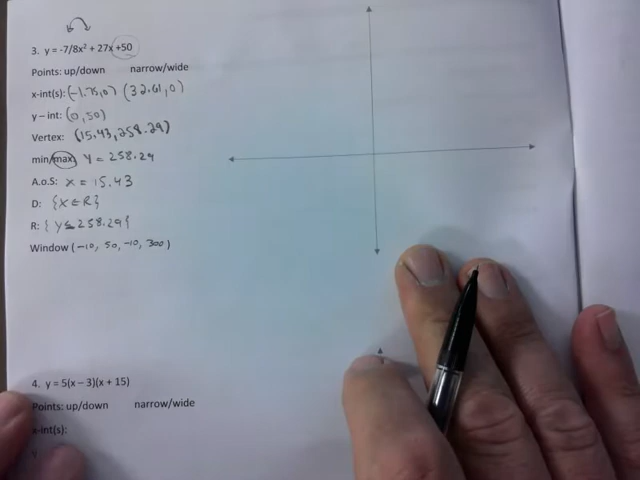 3. y = -7/8x² + 27x +50
Points: up/down narrow/wide
x-int(s): (-1.75,0) (32.61,0)
y – int: (0,50)
Vertex: (15.43,258.29)
min/max y = 258.29
A.o.S: x = 15.43
D: {x∈R}
R: { y≤258.29{
Window (-10, 50, -10, 300)
4. y = 5(x – 3)(x + 15)
Points: up/down narrow/wide
x-int(s):